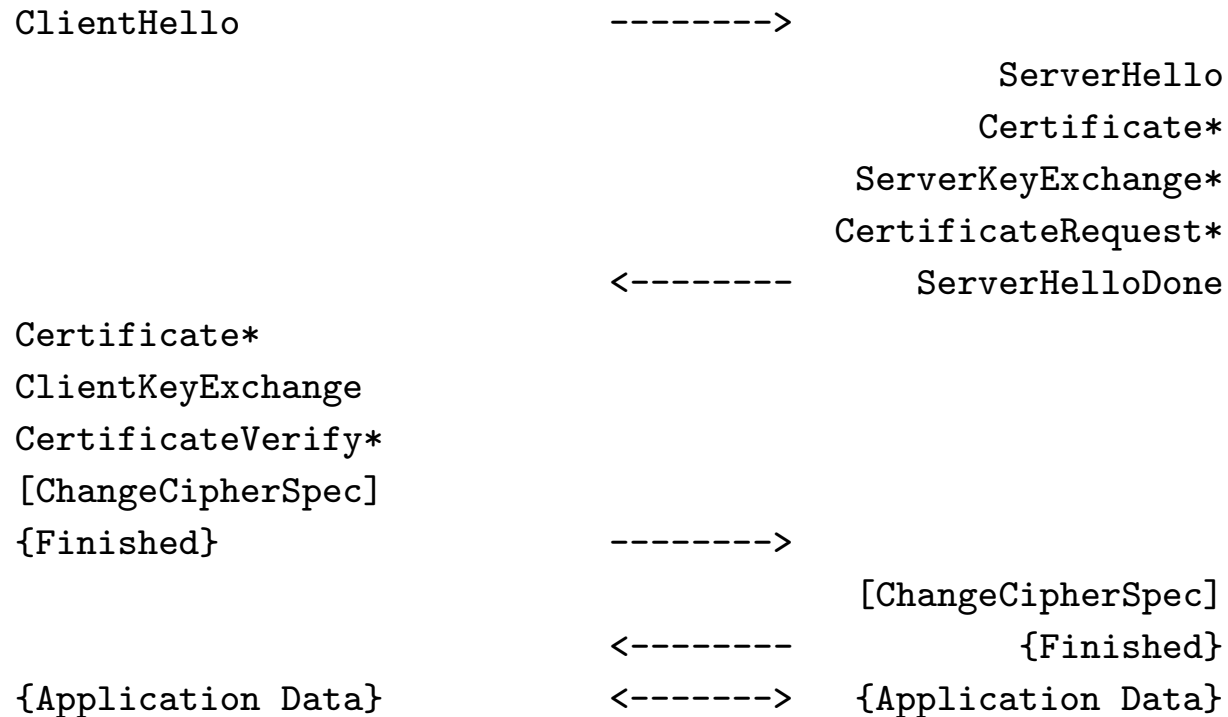 ClientHello -------->
ServerHello
Certificate*
ServerKeyExchange*
CertificateRequest*
<-------- ServerHelloDone
Certificate*
ClientKeyExchange
CertificateVerify*
[ChangeCipherSpec]
{Finished} -------->
[ChangeCipherSpec]
<-------- {Finished}
{Application Data} <-------> {Application Data}